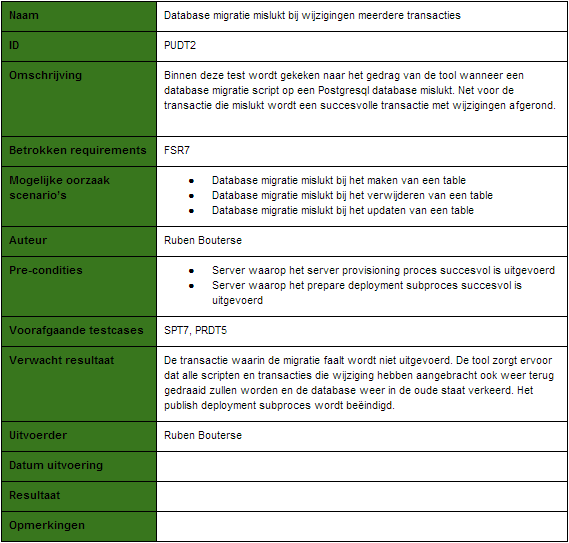 Naam
Database migratie mislukt bij wijzigingen meerdere transacties
ID
PUDT2
Omschrijving
Binnen deze test wordt gekeken naar het gedrag van de tool wanneer een
database migratie script op een Postgresql database mislukt. Net voor de
transactie die mislukt wordt een succesvolle transactie met wijzigingen afgerond.
Betrokken requirements
FSR7
Mogelijke oorzaak
scenario's
● Database migratie mislukt bij het maken van een table
● Database migratie mislukt bij het verwijderen van een table
● Database migratie mislukt bij het updaten van een table
Auteur
Ruben Bouterse
Pre-condities
● Server waarop het server provisioning proces succesvol is uitgevoerd
● Server waarop het prepare deployment subproces succesvol is
uitgevoerd
Voorafgaande testcases
SPT7, PRDT5
Verwacht resultaat
De transactie waarin de migratie faalt wordt niet uitgevoerd. De tool zorgt ervoor
dat alle scripten en transacties die wijziging hebben aangebracht ook weer terug
gedraaid zullen worden en de database weer in de oude staat verkeerd. Het
publish deployment subproces wordt beëindigd.
Uitvoerder
Ruben Bouterse
Datum uitvoering
Resultaat
Opmerkingen